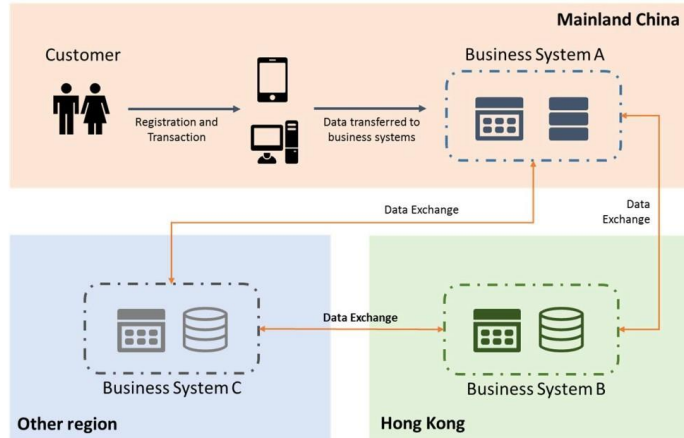 Mainland China
Customer
Business System A
Registration and
Transaction
Data transferred to
business systems
Data Exchange
Data
Exchange
Data Exchange
Business System C
Business System B
Other region
Hong Kong